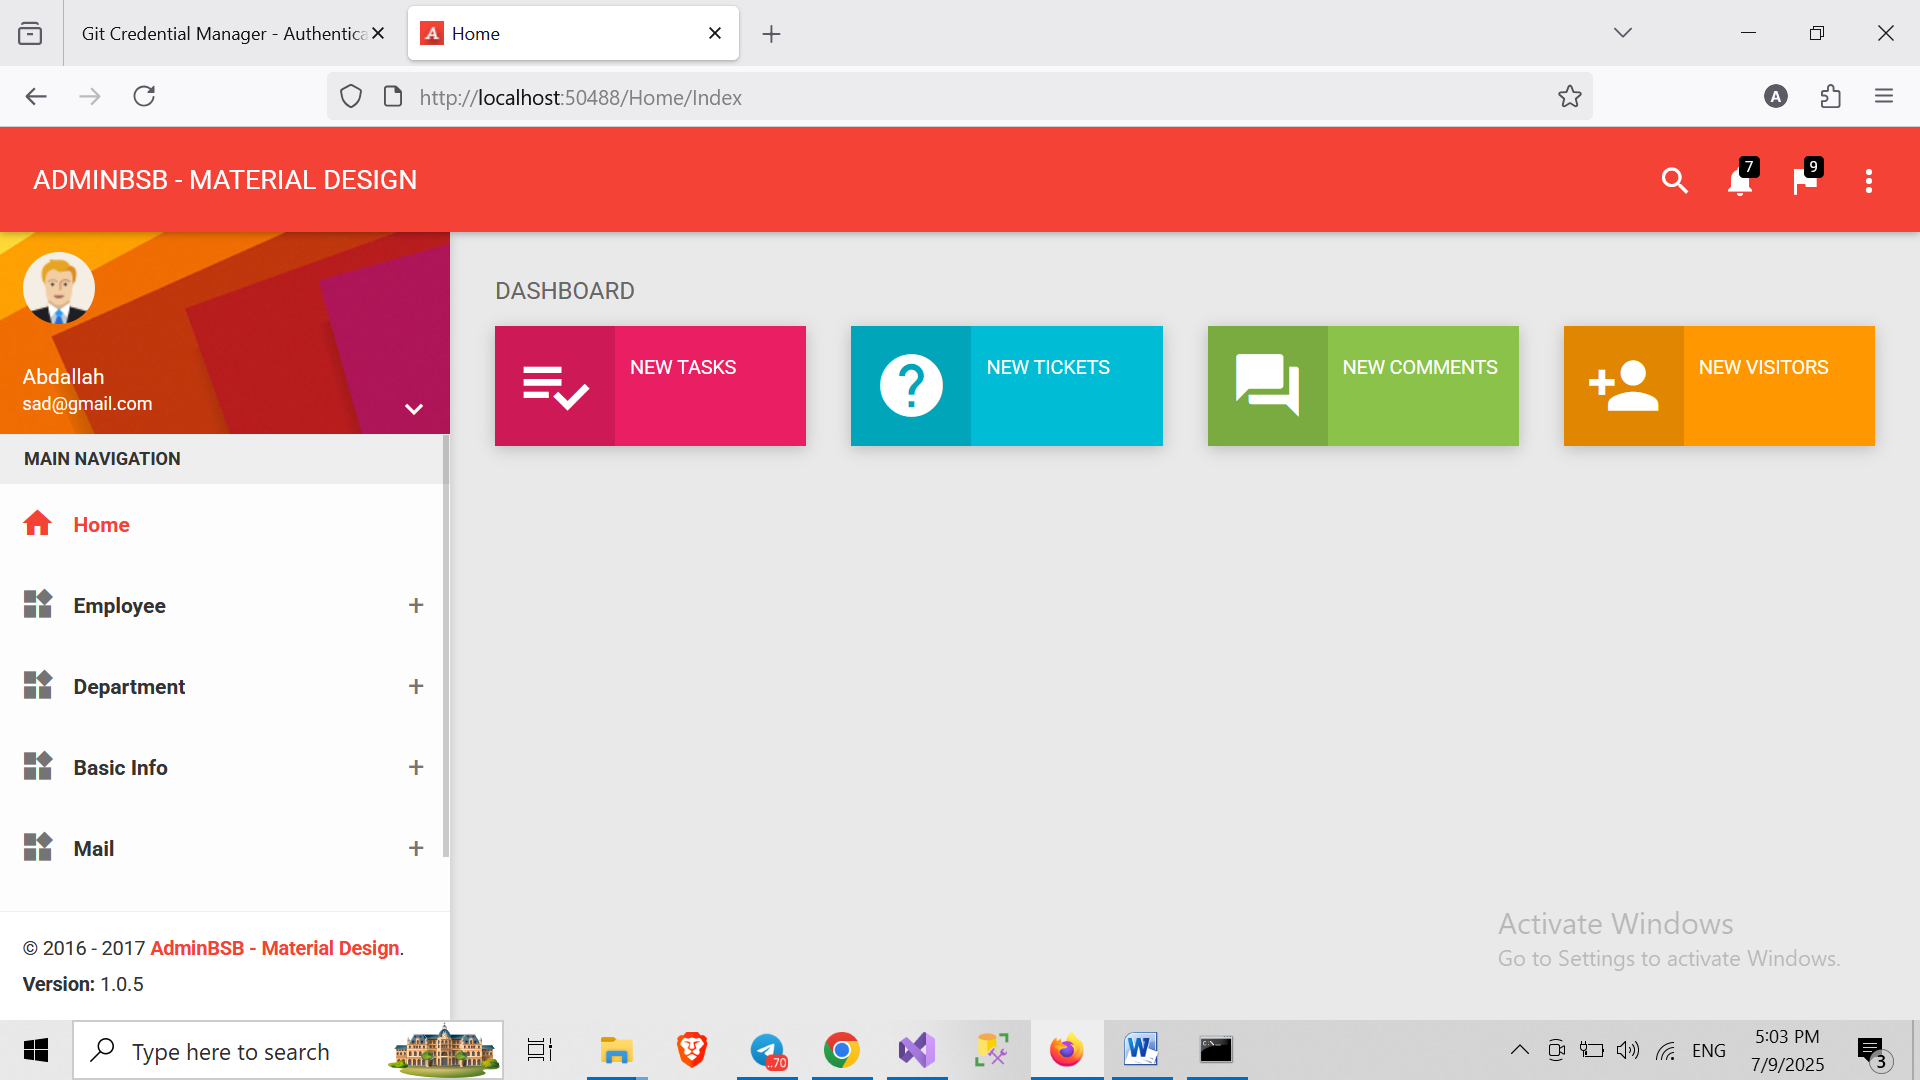 Git Credential Manager - Authentica
Home
http://localhost:50488/Home/Index
A
ADMINBSB - MATERIAL DESIGN
7
9
Abdallah
sad@gmail.com
MAIN NAVIGATION
Home
Employee
Department
Basic Info
Mail
© 2016 - 2017 AdminBSB - Material Design.
Version: 1.0.5
DASHBOARD
NEW TASKS
NEW TICKETS
NEW COMMENTS
NEW VISITORS
Activate Windows
Go to Settings to activate Windows.
Type here to search
..70
ENG
5:03 PM
7/9/2025
3